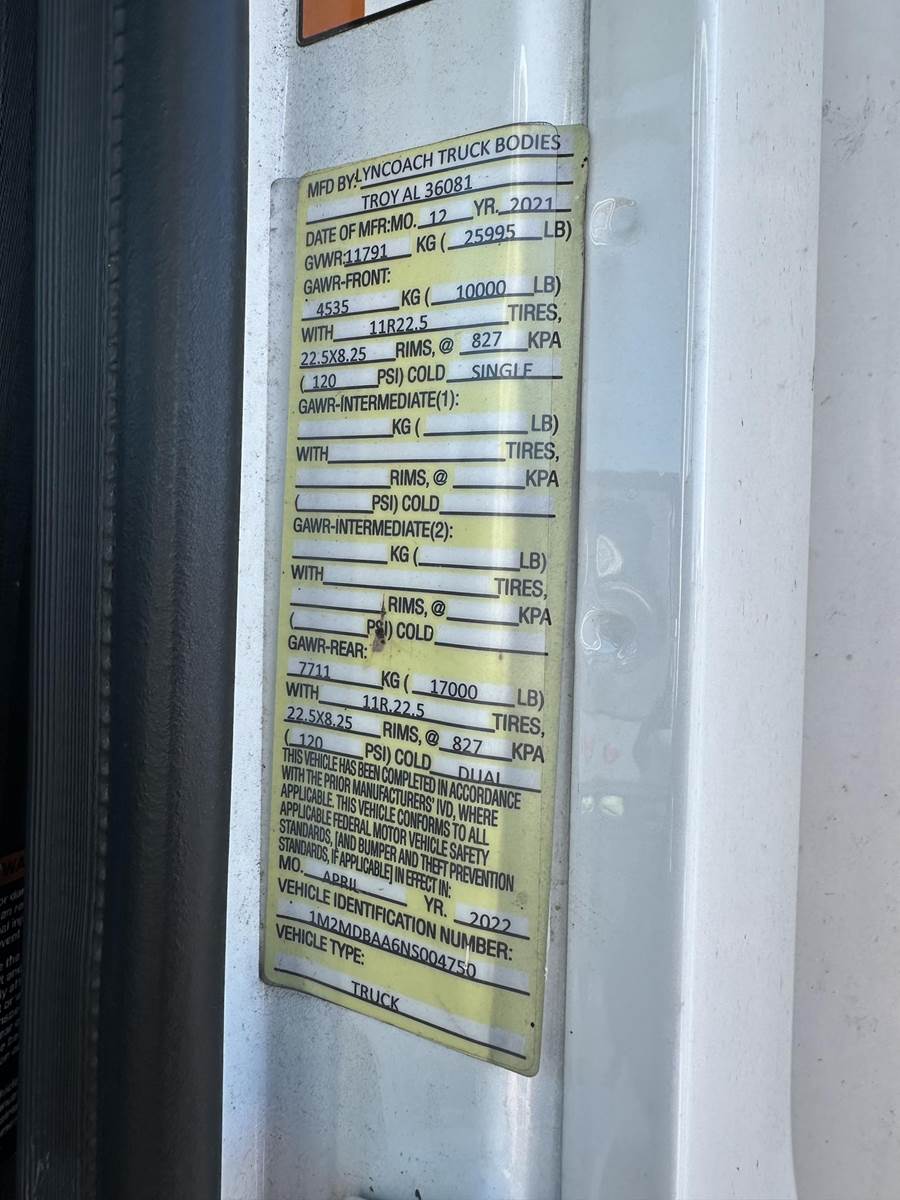 MFD BY: LYNCOACH TRUCK BODIES
TROY AL 36081
DATE OF MFR:MO. 12 YR. 2021
GVWR: 11791 KG ( 25995 LB)
GAWR-FRONT:
4535 KG ( 10000 LB)
WITH 11R22.5 TIRES,
22.5X8.25 RIMS, @ 827 KPA
( 120 PSI) COLD SINGLE
GAWR-INTERMEDIATE(1):
KG ( LB)
WITH TIRES,
RIMS, @ KPA
( PSI) COLD
GAWR-INTERMEDIATE(2):
KG ( LB)
WITH TIRES,
RIMS, @ KPA
( PSI) COLD
GAWR-REAR:
7711 KG ( 17000 LB)
WITH 11R.22.5 TIRES,
22.5X8.25 RIMS, @ 827 KPA
( 120 PSI) COLD DUAL
THIS VEHICLE HAS BEEN COMPLETED IN ACCORDANCE
WITH THE PRIOR MANUFACTURERS' IVD, WHERE
APPLICABLE. THIS VEHICLE CONFORMS TO ALL
APPLICABLE FEDERAL MOTOR VEHICLE SAFETY
STANDARDS, [AND BUMPER AND THEFT PREVENTION
STANDARDS, IF APPLICABLE] IN EFFECT IN:
MO. APRIL YR. 2022
VEHICLE IDENTIFICATION NUMBER:
1M2MDBAA6NS004750
VEHICLE TYPE:
TRUCK